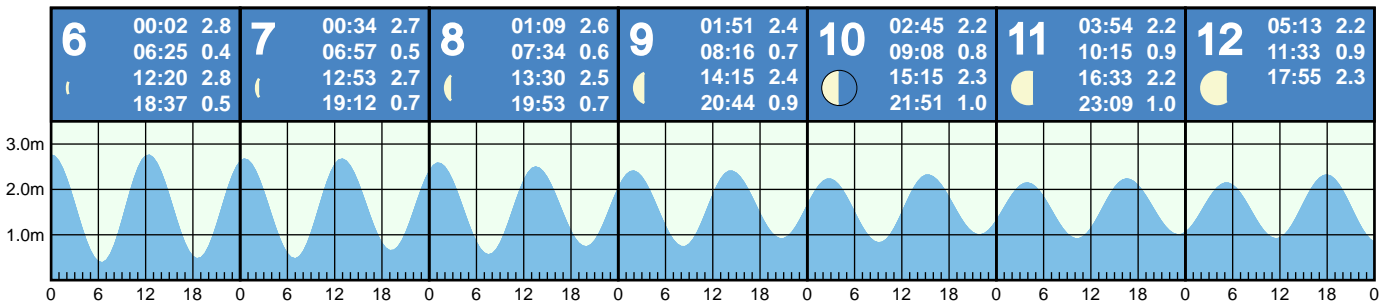 6 00:02 2.8 7 00:34 2.7 8 01:09 2.6 9 01:51 2.4 10 02:45 2.2 11 03:54 2.2 12 05:13 2.2
06:25 0.4 06:57 0.5 07:34 0.6 08:16 0.7 09:08 0.8 10:15 0.9 11:33 0.9
12:20 2.8 12:53 2.7 13:30 2.5 14:15 2.4 15:15 2.3 16:33 2.2 17:55 2.3
18:37 0.5 19:12 0.7 19:53 0.7 20:44 0.9 21:51 1.0 23:09 1.0
3.0m
2.0m
1.0m
0 6 12 18 0 6 12 18 0 6 12 18 0 6 12 18 0 6 12 18 0 6 12 18 0 6 12 18 0